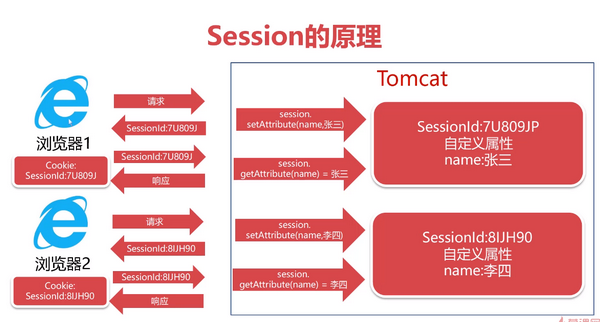 Session的原理
Tomcat
浏览器1
Cookie:
SessionId:7U809J
请求
SessionId:7U809J
SessionId:7U809J
响应
session.
setAttribute(name,张三)
session.
getAttribute(name) = 张三
SessionId:7U809JP
自定义属性
name:张三
浏览器2
Cookie:
SessionId:8IJH90
请求
SessionId:8IJH90
SessionId:8IJH90
响应
session.
setAttribute(name,李四)
session.
getAttribute(name) = 李四
SessionId:8IJH90
自定义属性
name:李四